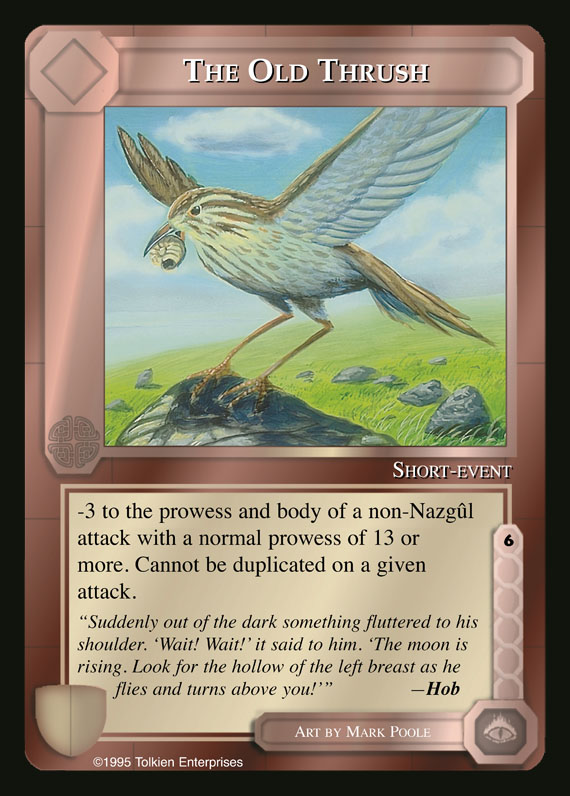 The Old Thrush
Short-event
-3 to the prowess and body of a non-Nazgûl
attack with a normal prowess of 13 or
more. Cannot be duplicated on a given
attack.
6
“Suddenly out of the dark something fluttered to his
shoulder. ‘Wait! Wait!’ it said to him. ‘The moon is
rising. Look for the hollow of the left breast as he
flies and turns above you!’” —Hob
Art by Mark Poole
©1995 Tolkien Enterprises